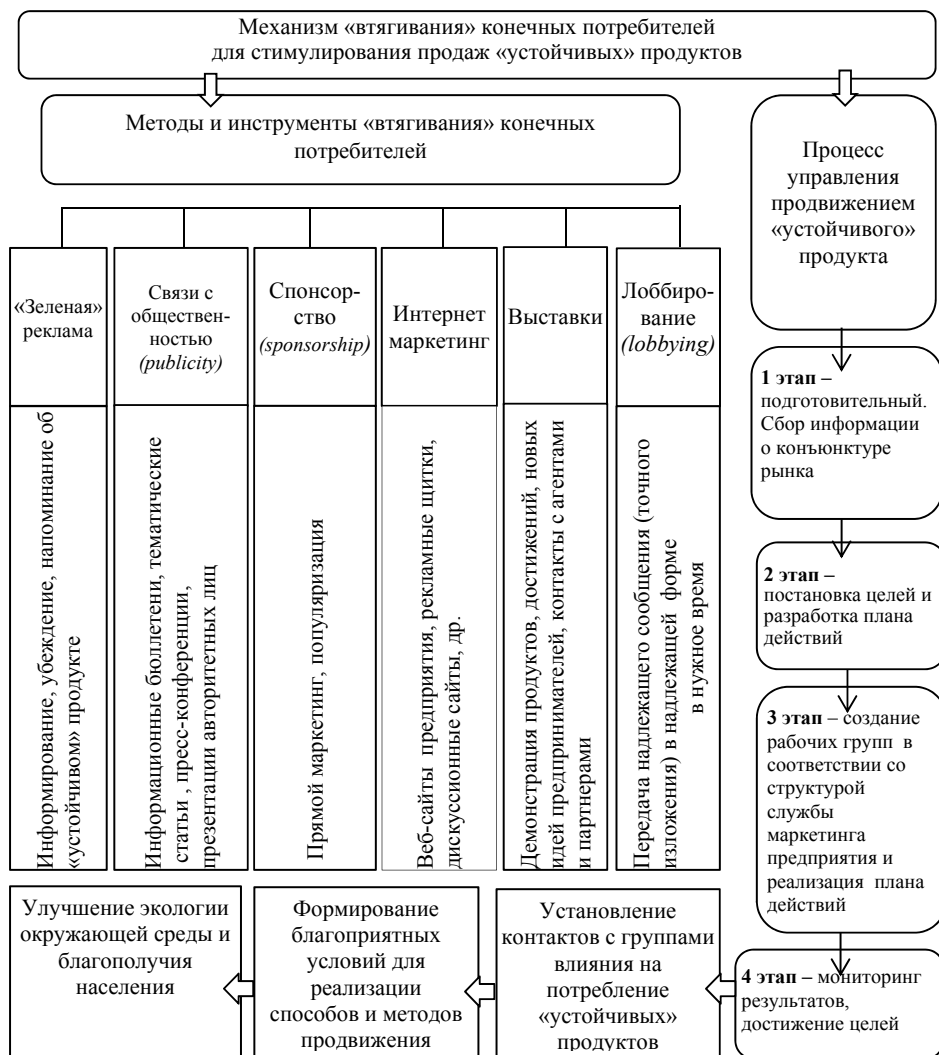 Механизм «втягивания» конечных потребителей
для стимулирования продаж «устойчивых» продуктов
Методы и инструменты «втягивания» конечных
потребителей
Процесс
управления
продвижением
«устойчивого»
продукта
«Зеленая»
реклама
Связи с
общественен-
ностью
(publicity)
Спонсор-
ство
(sponsorship)
Интернет
маркетинг
Выставки
Лоббиро-
вание
(lobbying)
Информирование, убеждение, напоминание об
«устойчивом» продукте
Информационные бюллетени, тематические
статьи , пресс-конференции,
презентации авторитетных лиц
Прямой маркетинг, популяризация
Веб-сайты предприятия, рекламные щитки,
дискуссионные сайты, др.
Демонстрация продуктов, достижений, новых
идей предпринимателей, контакты с агентами
и партнерами
Передача надлежащего сообщения (точного
изложения) в надлежащей форме
в нужное время
1 этап –
подготовительный.
Сбор информации
о конъюнктуре
рынка
2 этап –
постановка целей и
разработка плана
действий
3 этап – создание
рабочих групп в
соответствии со
структурой
службы
маркетинга
предприятия и
реализация плана
действий
4 этап – мониторинг
результатов,
достижение целей
Установление
контактов с группами
влияния на
потребление
«устойчивых»
продуктов
Формирование
благоприятных
условий для
реализации
способов и методов
продвижения
Улучшение экологии
окружающей среды и
благополучия
населения